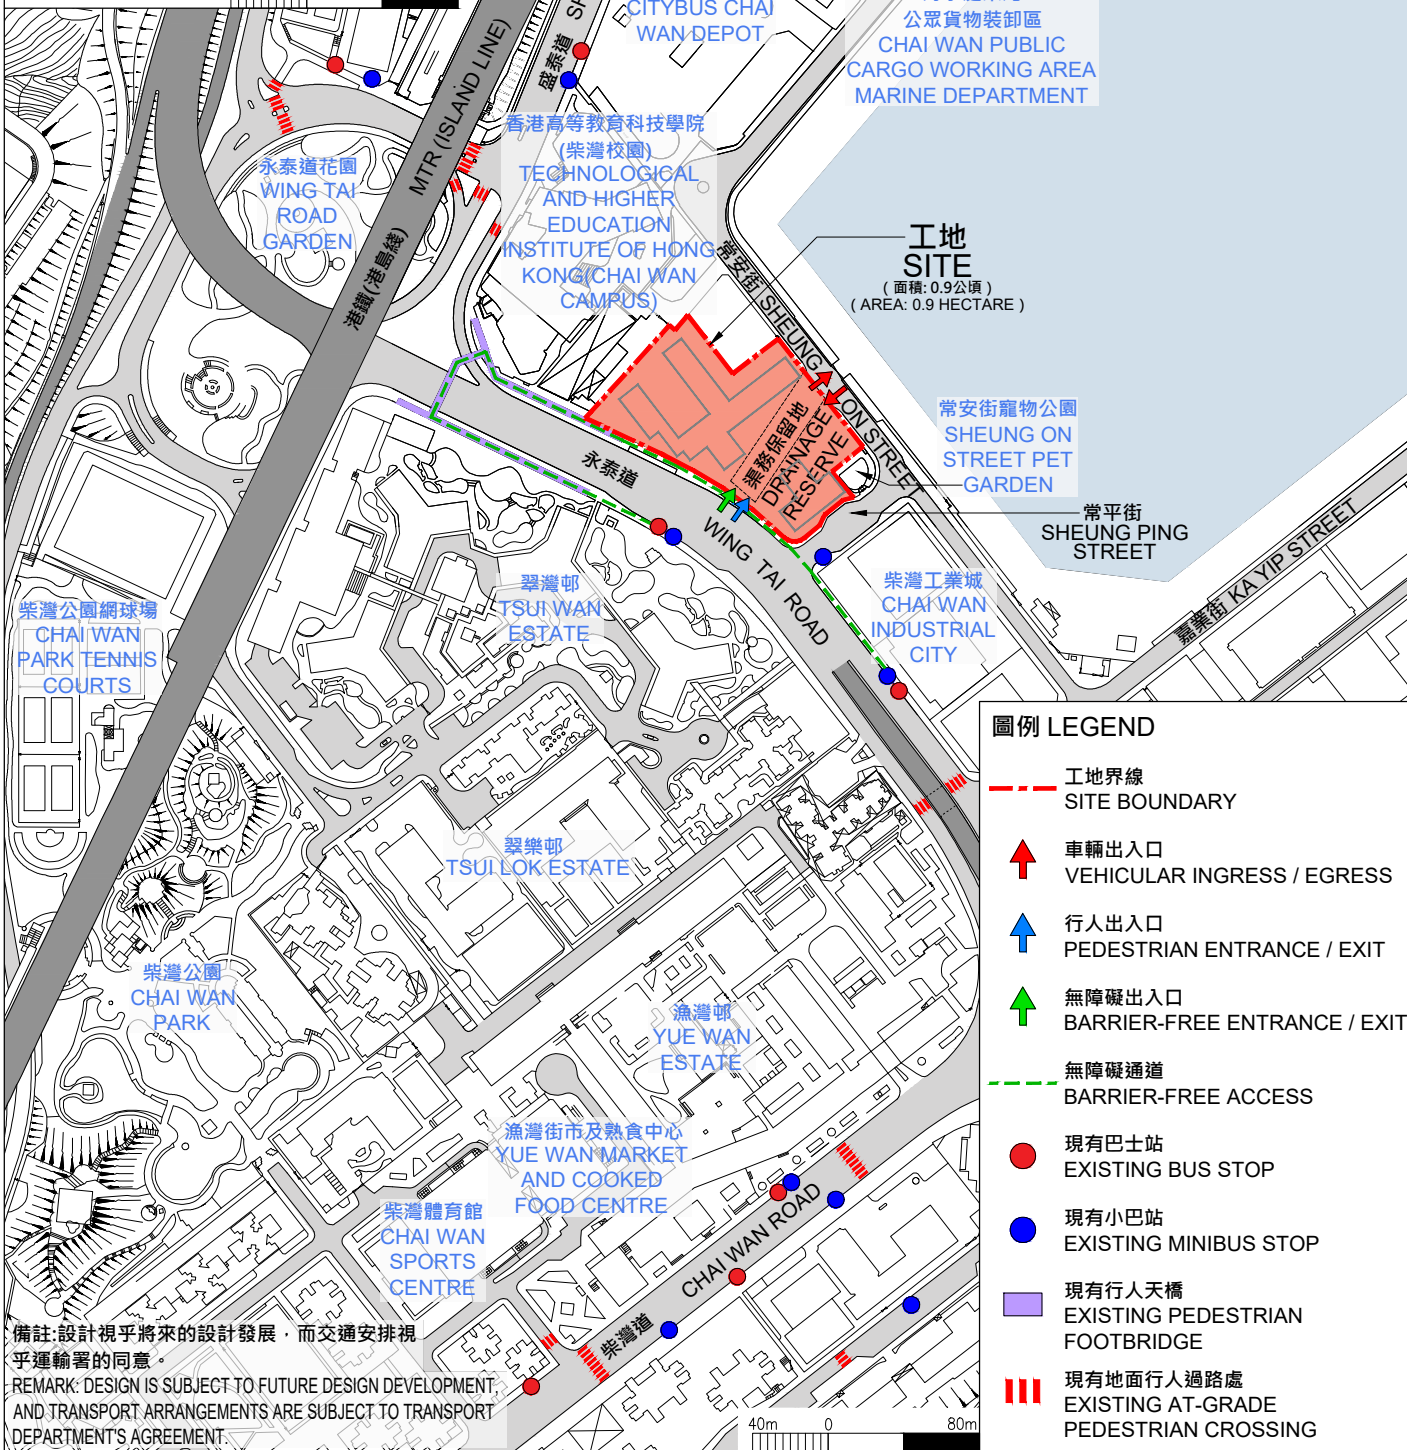 CITYBUS CHAI
WAN DEPOT
公眾貨物裝卸區
CHAI WAN PUBLIC
CARGO WORKING AREA
MARINE DEPARTMENT
盛泰道 SH
MTR (ISLAND LINE)
港鐵(港島綫)
香港高等教育科技學院
(柴灣校園)
TECHNOLOGICAL
AND HIGHER
EDUCATION
INSTITUTE OF HONG
KONG(CHAI WAN
CAMPUS)
永泰道花園
WING TAI
ROAD
GARDEN
工地
SITE
( 面積: 0.9公頃 )
( AREA: 0.9 HECTARE )
常安街 SHEUNG ON STREET
常安街寵物公園
SHEUNG ON
STREET PET
GARDEN
渠務保留地
DRAINAGE
RESERVE
常平街
SHEUNG PING
STREET
永泰道
WING TAI ROAD
嘉業街 KA YIP STREET
翠灣邨
TSUI WAN
ESTATE
柴灣工業城
CHAI WAN
INDUSTRIAL
CITY
柴灣公園網球場
CHAI WAN
PARK TENNIS
COURTS
翠樂邨
TSUI LOK ESTATE
柴灣公園
CHAI WAN
PARK
漁灣邨
YUE WAN
ESTATE
漁灣街市及熟食中心
YUE WAN MARKET
AND COOKED
FOOD CENTRE
柴灣體育館
CHAI WAN
SPORTS
CENTRE
柴灣道
CHAI WAN ROAD
圖例 LEGEND
工地界線
SITE BOUNDARY
車輛出入口
VEHICULAR INGRESS / EGRESS
行人出入口
PEDESTRIAN ENTRANCE / EXIT
無障礙出入口
BARRIER-FREE ENTRANCE / EXIT
無障礙通道
BARRIER-FREE ACCESS
現有巴士站
EXISTING BUS STOP
現有小巴站
EXISTING MINIBUS STOP
現有行人天橋
EXISTING PEDESTRIAN
FOOTBRIDGE
現有地面行人過路處
EXISTING AT-GRADE
PEDESTRIAN CROSSING
備註:設計視乎將來的設計發展，而交通安排視
乎運輸署的同意。
REMARK: DESIGN IS SUBJECT TO FUTURE DESIGN DEVELOPMENT,
AND TRANSPORT ARRANGEMENTS ARE SUBJECT TO TRANSPORT
DEPARTMENT'S AGREEMENT.
40m 0 80m